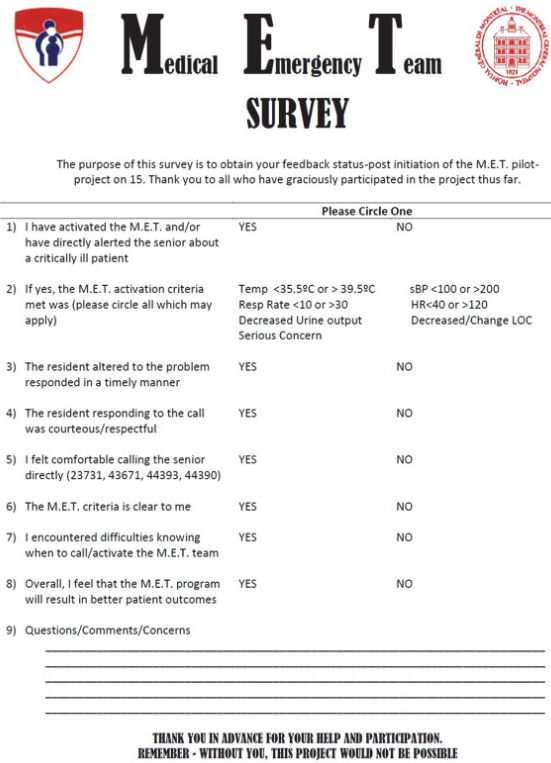 Medical Emergency Team
SURVEY
HÔPITAL GÉNÉRAL DE MONTRÉAL · THE MONTREAL GENERAL HOSPITAL ·
1821
The purpose of this survey is to obtain your feedback status-post initiation of the M.E.T. pilot-
project on 15. Thank you to all who have graciously participated in the project thus far.
Please Circle One
1) I have activated the M.E.T. and/or YES NO
have directly alerted the senior about
a critically ill patient
2) If yes, the M.E.T. activation criteria Temp <35.5ºC or > 39.5ºC sBP <100 or >200
met was (please circle all which may Resp Rate <10 or >30 HR<40 or >120
apply) Decreased Urine output Decreased/Change LOC
Serious Concern
3) The resident altered to the problem YES NO
responded in a timely manner
4) The resident responding to the call YES NO
was courteous/respectful
5) I felt comfortable calling the senior YES NO
directly (23731, 43671, 44393, 44390)
6) The M.E.T. criteria is clear to me YES NO
7) I encountered difficulties knowing YES NO
when to call/activate the M.E.T. team
8) Overall, I feel that the M.E.T. program YES NO
will result in better patient outcomes
9) Questions/Comments/Concerns
THANK YOU IN ADVANCE FOR YOUR HELP AND PARTICIPATION.
REMEMBER - WITHOUT YOU, THIS PROJECT WOULD NOT BE POSSIBLE